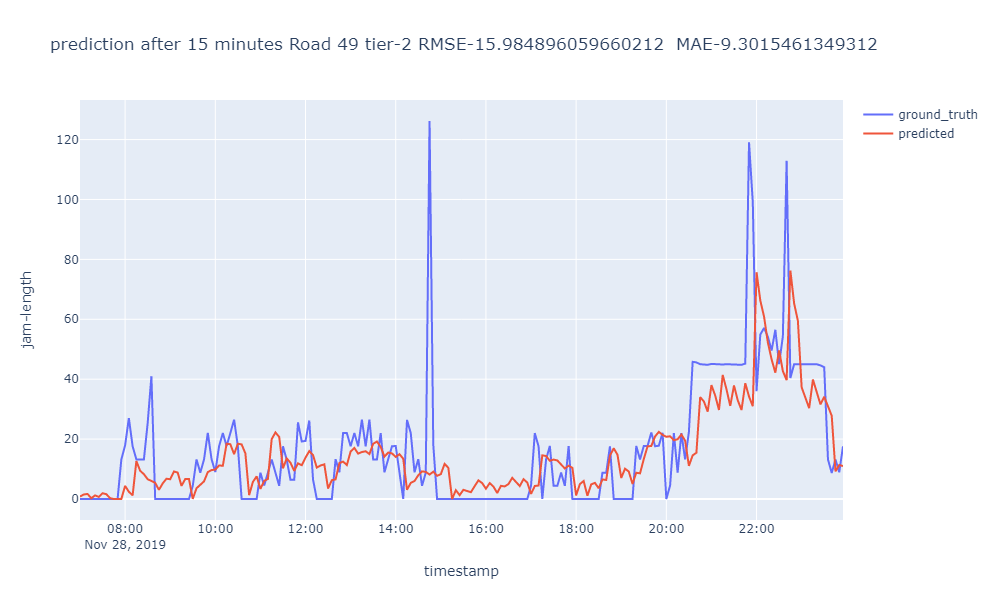 prediction after 15 minutes Road 49 tier-2 RMSE-15.984896059660212  MAE-9.3015461349312
ground_truth
predicted
120
100
80
60
40
20
0
jam-length
08:00 10:00 12:00 14:00 16:00 18:00 20:00 22:00
Nov 28, 2019
timestamp